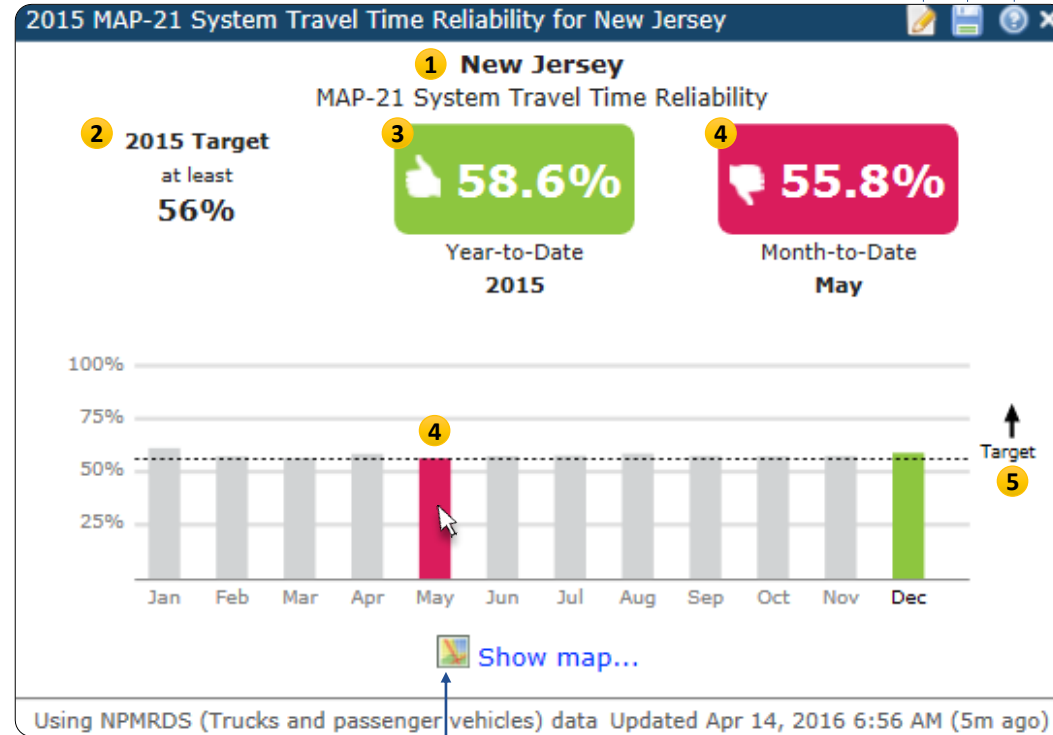 2015 MAP-21 System Travel Time Reliability for New Jersey
1 New Jersey
MAP-21 System Travel Time Reliability
2 2015 Target
at least
56%
3 58.6%
Year-to-Date
2015
4 55.8%
Month-to-Date
May
100%
75%
50%
25%
4
Target
5
Jan Feb Mar Apr May Jun Jul Aug Sep Oct Nov Dec
Show map...
Using NPMRDS (Trucks and passenger vehicles) data Updated Apr 14, 2016 6:56 AM (5m ago)